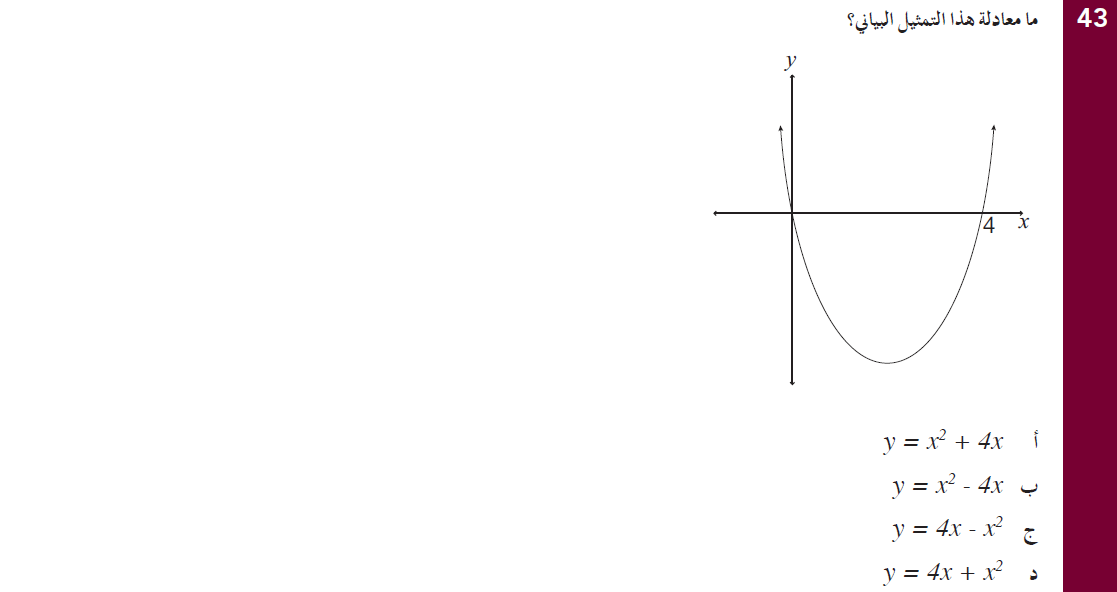 43
ما معادلة هذا التمثيل البياني؟
y
4
x
أ y = x² + 4x
ب y = x² - 4x
ج y = 4x - x²
د y = 4x + x²